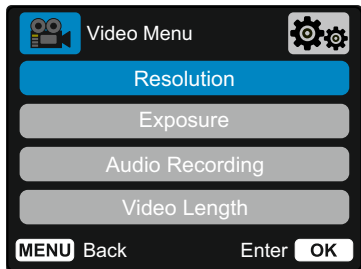 Video Menu
Resolution
Exposure
Audio Recording
Video Length
MENU Back Enter OK